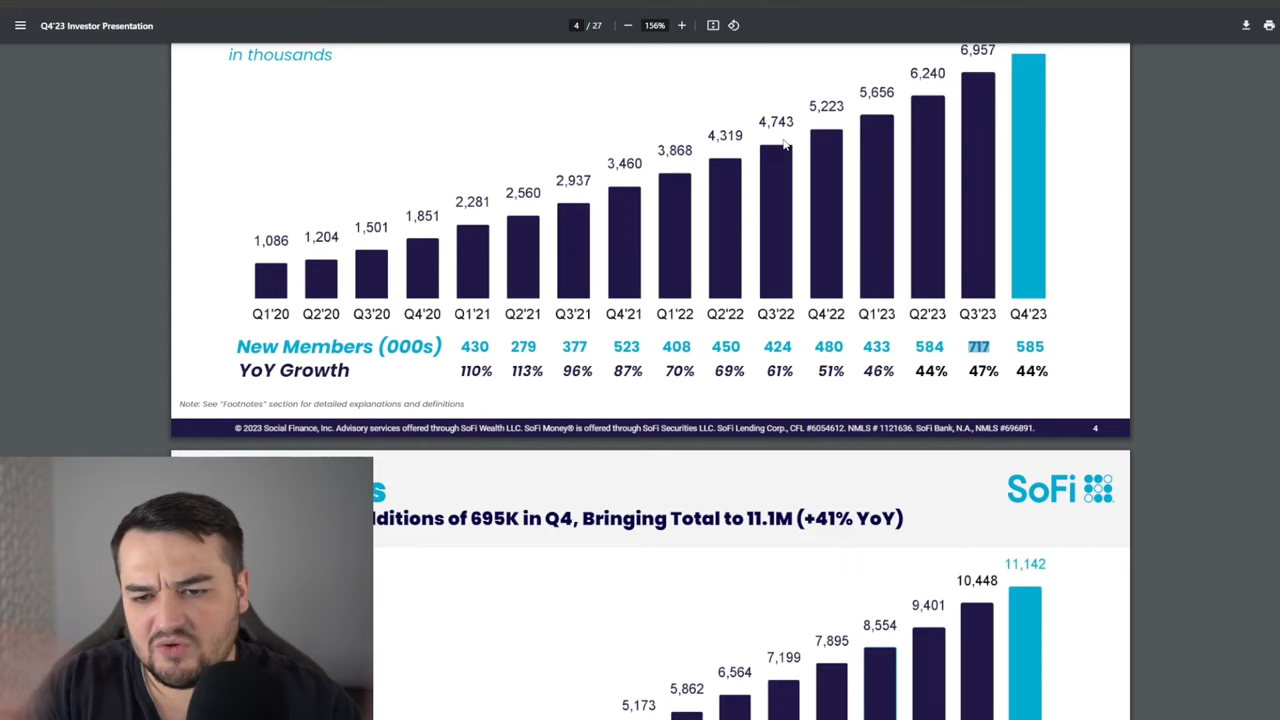 Q4'23 Investor Presentation
4 / 27
156%
in thousands
1,086
1,204
1,501
1,851
2,281
2,560
2,937
3,460
3,868
4,319
4,743
5,223
5,656
6,240
6,957
Q1'20 Q2'20 Q3'20 Q4'20 Q1'21 Q2'21 Q3'21 Q4'21 Q1'22 Q2'22 Q3'22 Q4'22 Q1'23 Q2'23 Q3'23 Q4'23
New Members (000s) 430 279 377 523 408 450 424 480 433 584 717 585
YoY Growth 110% 113% 96% 87% 70% 69% 61% 51% 46% 44% 47% 44%
Note: See "Footnotes" section for detailed explanations and definitions
© 2023 Social Finance, Inc. Advisory services offered through SoFi Wealth LLC. SoFi Money® is offered through SoFi Securities LLC. SoFi Lending Corp., CFL #6054612. NMLS # 1121636. SoFi Bank, N.A., NMLS #696891. 4
s
SoFi
dditions of 695K in Q4, Bringing Total to 11.1M (+41% YoY)
5,173
5,862
6,564
7,199
7,895
8,554
9,401
10,448
11,142